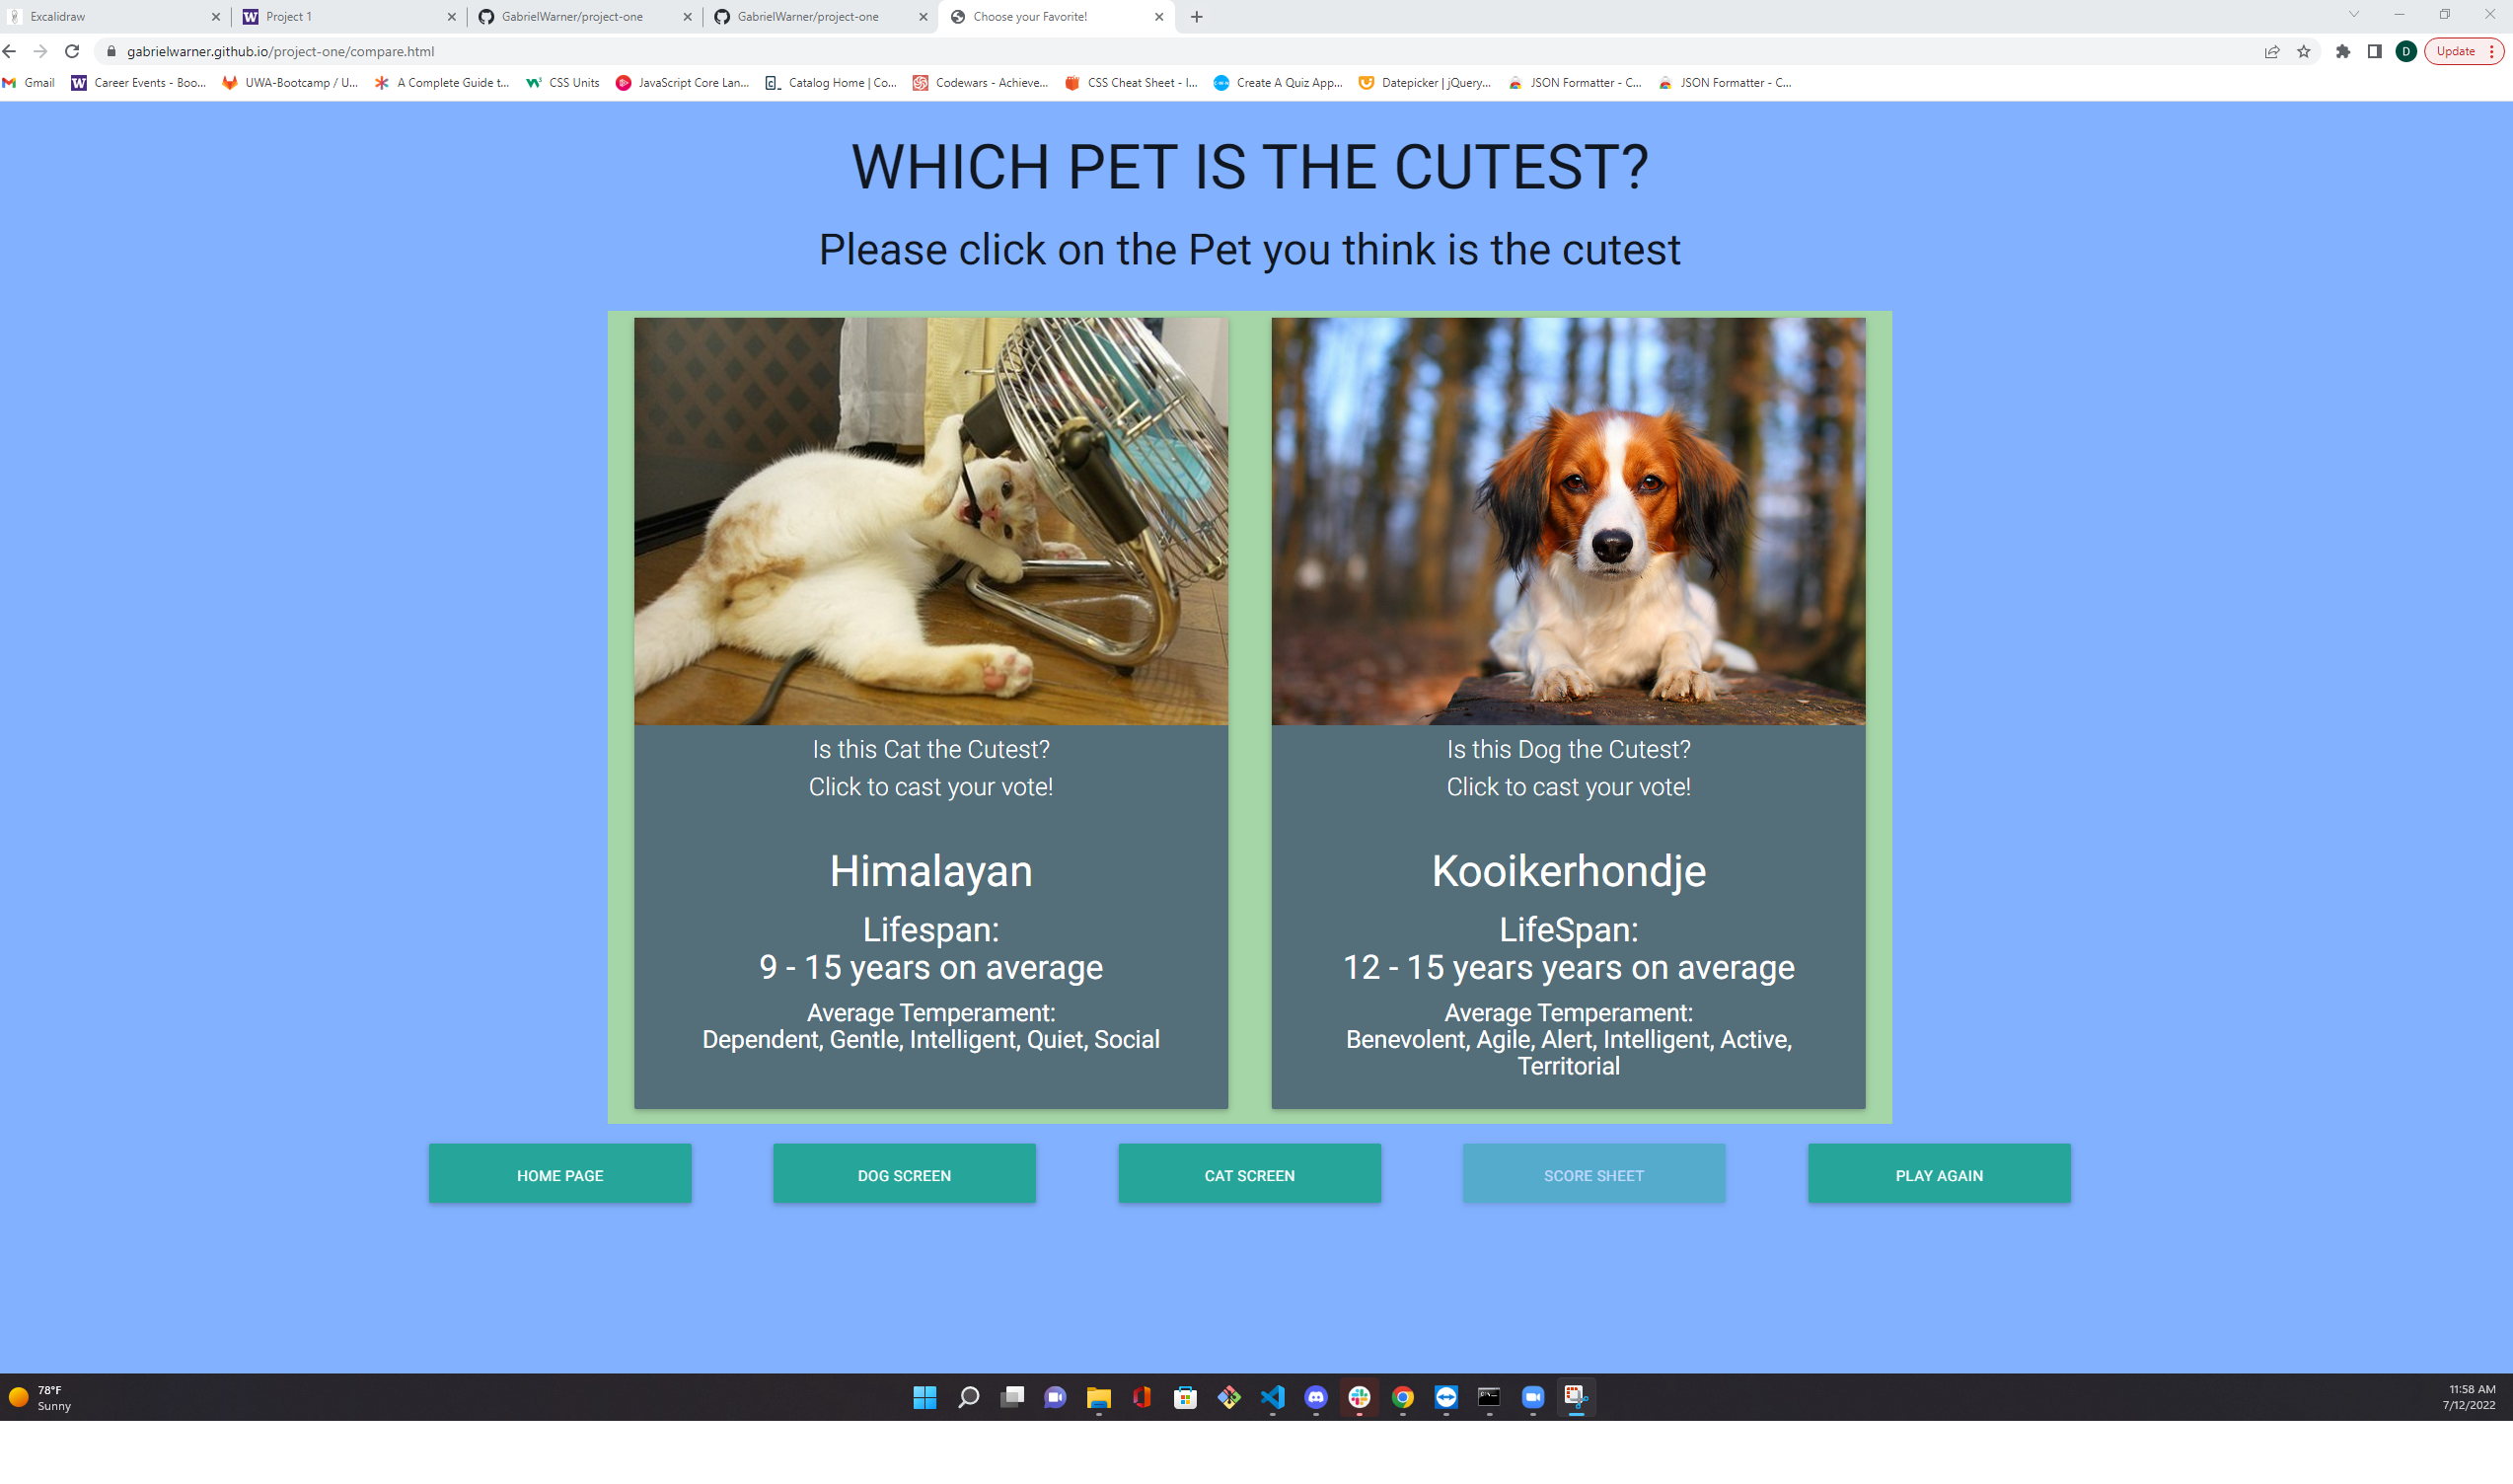 Excalidraw
Project 1
GabrielWarner/project-one
GabrielWarner/project-one
Choose your Favorite!
gabrielwarner.github.io/project-one/compare.html
D
Update
Gmail
Career Events - Boo...
UWA-Bootcamp / U...
A Complete Guide t...
CSS Units
JavaScript Core Lan...
Catalog Home | Co...
Codewars - Achieve...
CSS Cheat Sheet - I...
Create A Quiz App...
Datepicker | jQuery...
JSON Formatter - C...
JSON Formatter - C...
WHICH PET IS THE CUTEST?
Please click on the Pet you think is the cutest
Is this Cat the Cutest?
Click to cast your vote!
Himalayan
Lifespan:
9 - 15 years on average
Average Temperament:
Dependent, Gentle, Intelligent, Quiet, Social
Is this Dog the Cutest?
Click to cast your vote!
Kooikerhondje
LifeSpan:
12 - 15 years years on average
Average Temperament:
Benevolent, Agile, Alert, Intelligent, Active,
Territorial
HOME PAGE
DOG SCREEN
CAT SCREEN
SCORE SHEET
PLAY AGAIN
78°F
Sunny
11:58 AM
7/12/2022